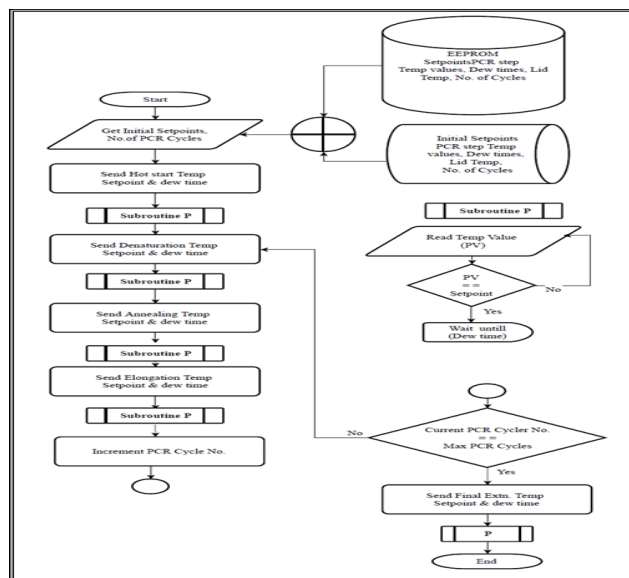 Start
Get Initial Setpoints,
No.of PCR Cycles
Send Hot start Temp
Setpoint & dew time
Subroutine P
Send Denaturation Temp
Setpoint & dew time
Subroutine P
Send Annealing Temp
Setpoint & dew time
Subroutine P
Send Elongation Temp
Setpoint & dew time
Subroutine P
Increment PCR Cycle No.
EEPROM
SetpointsPCR step
Temp values, Dew times, Lid
Temp, No. of Cycles
Initial Setpoints
PCR step Temp
values, Dew times,
Lid Temp,
No. of Cycles
Subroutine P
Read Temp Value
(PV)
PV
==
Setpoint
No
Yes
Wait untill
(Dew time)
Current PCR Cycler No.
==
Max PCR Cycles
No
Yes
Send Final Extn. Temp
Setpoint & dew time
P
End